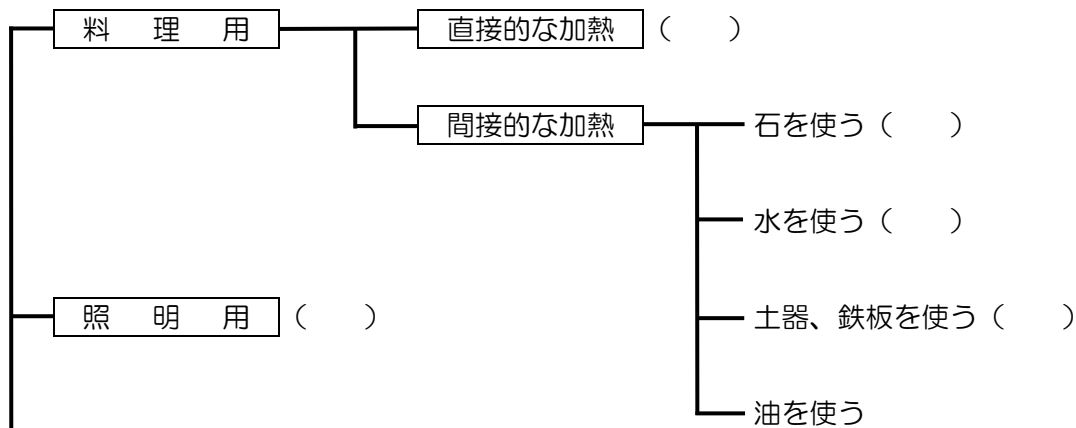 料　理　用
直接的な加熱（　　）
間接的な加熱
石を使う（　　）
水を使う（　　）
照　明　用（　　）
土器、鉄板を使う（　　）
油を使う